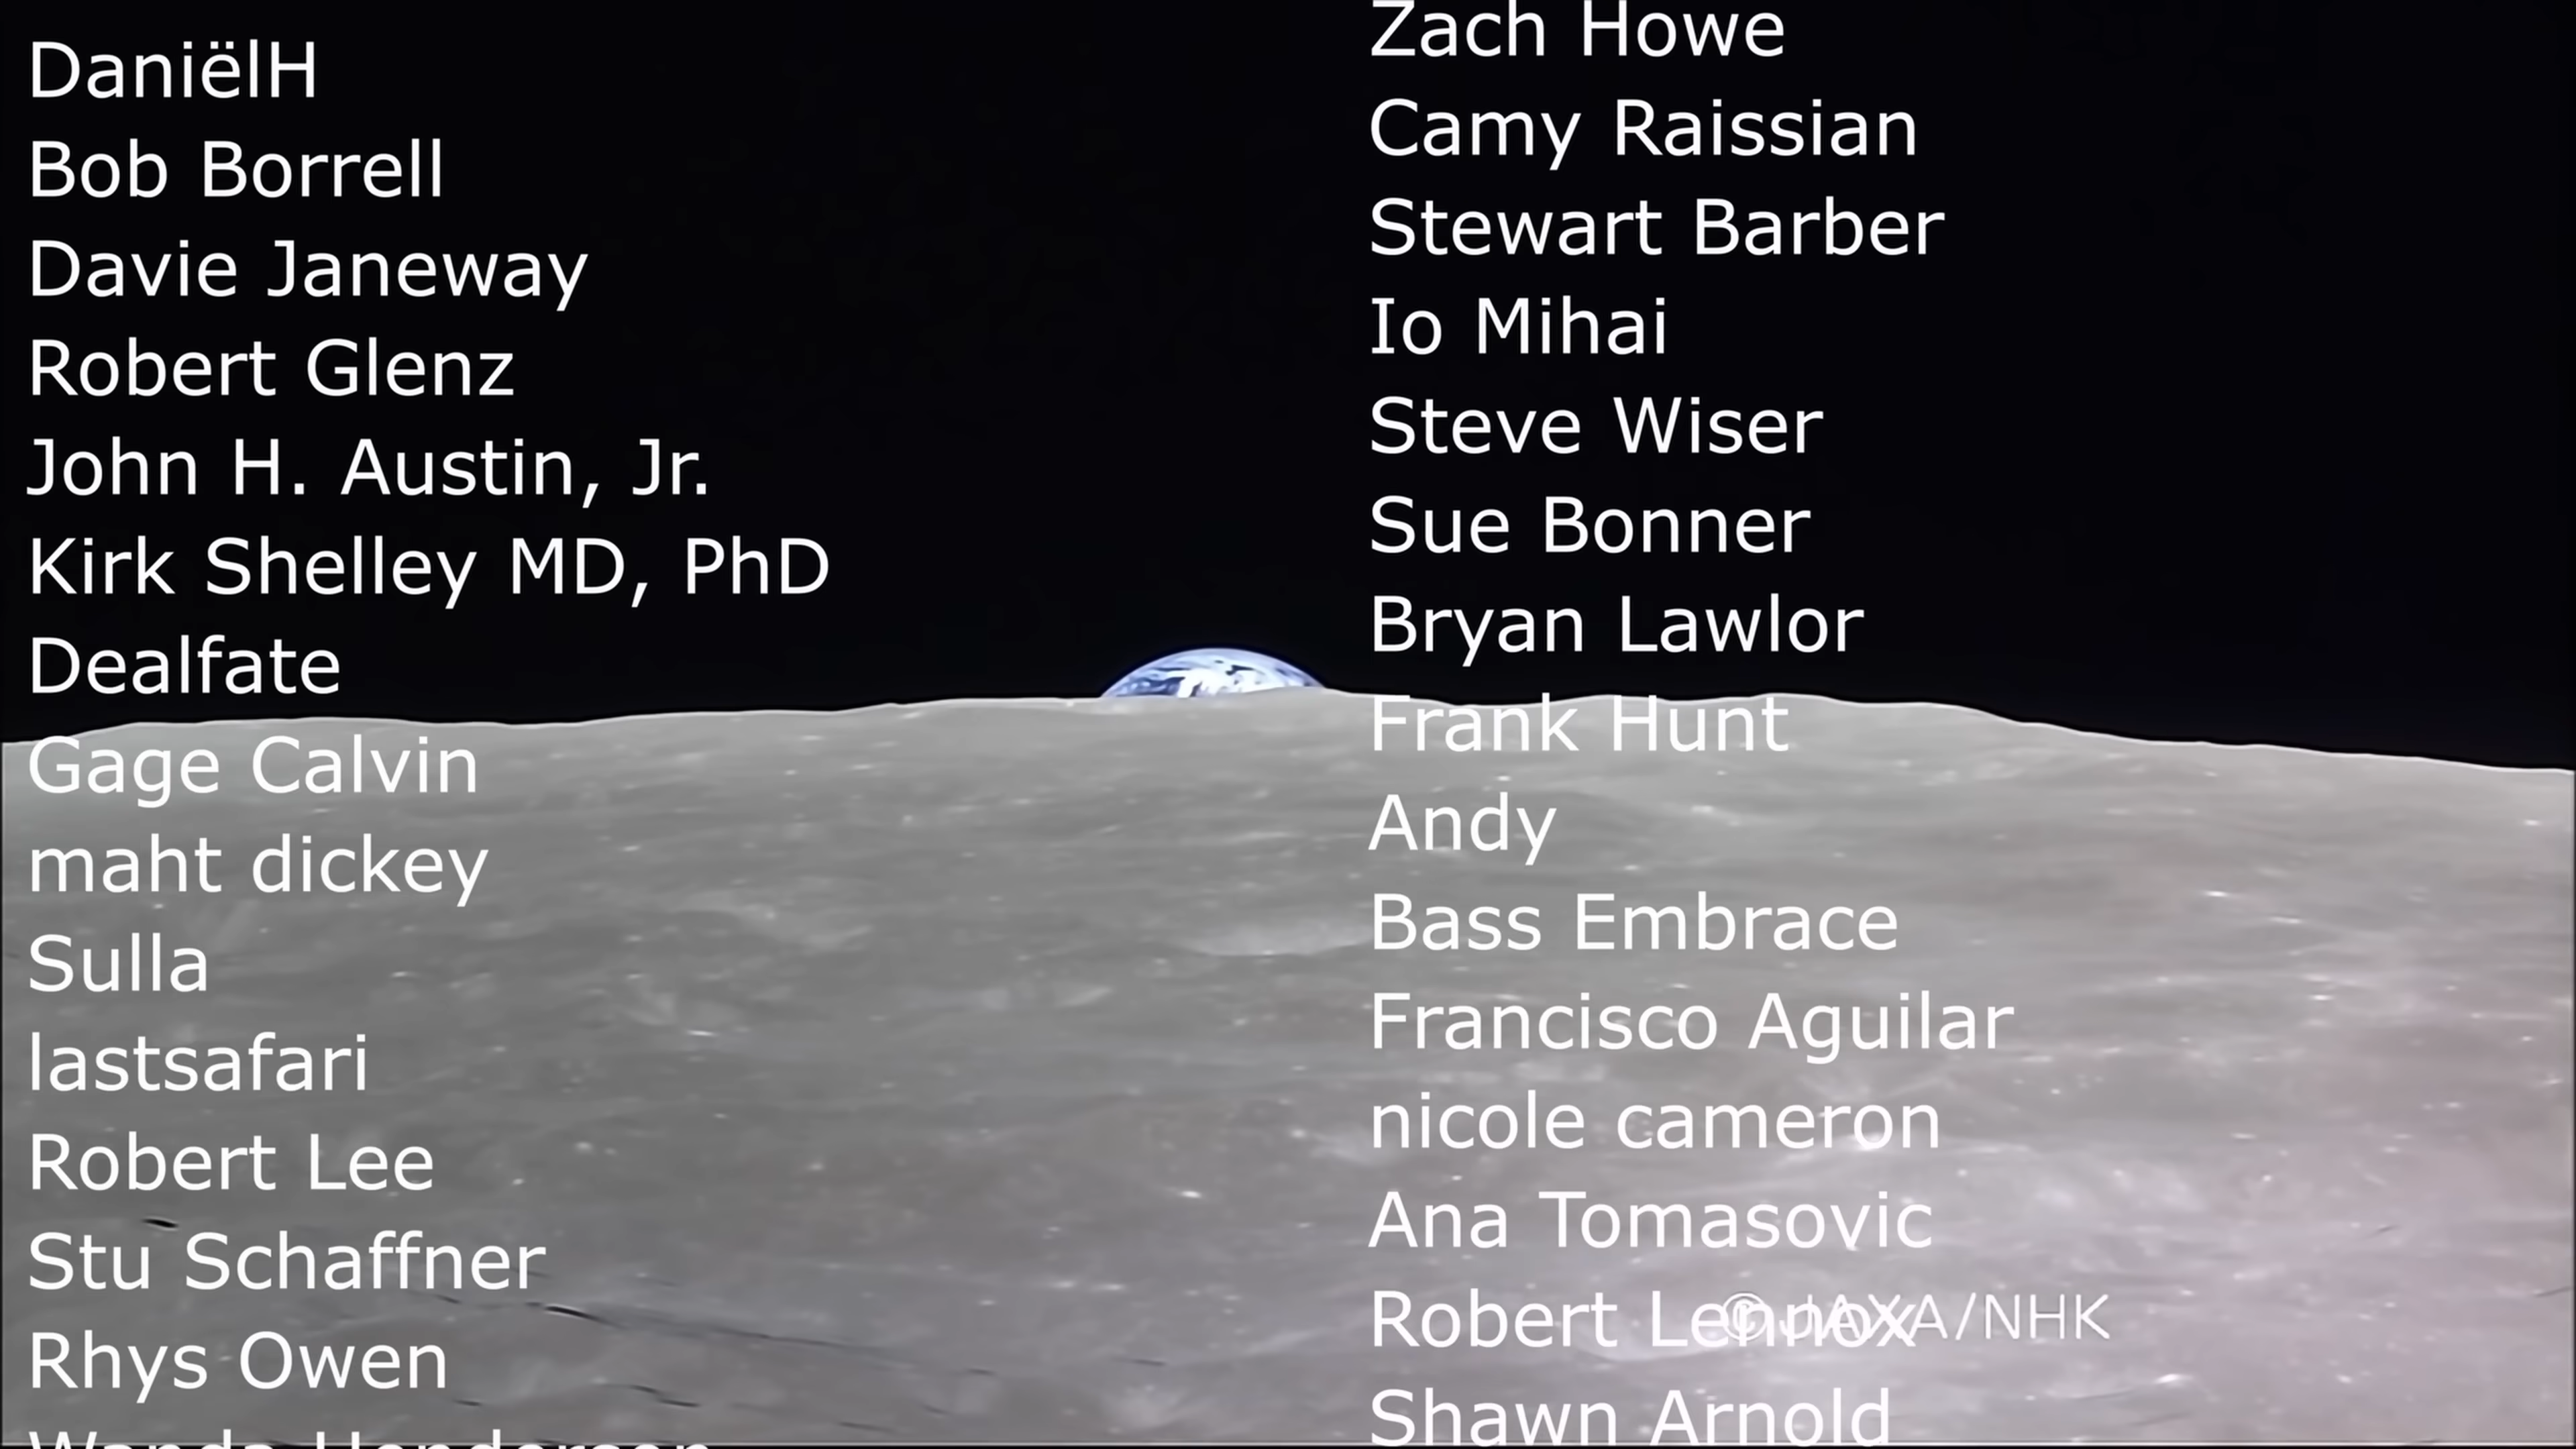 DaniëlH
Bob Borrell
Davie Janeway
Robert Glenz
John H. Austin, Jr.
Kirk Shelley MD, PhD
Dealfate
Gage Calvin
maht dickey
Sulla
lastsafari
Robert Lee
Stu Schaffner
Rhys Owen
Wanda Henderson
Zach Howe
Camy Raissian
Stewart Barber
Io Mihai
Steve Wiser
Sue Bonner
Bryan Lawlor
Frank Hunt
Andy
Bass Embrace
Francisco Aguilar
nicole cameron
Ana Tomasovic
Robert Lennox
© JAXA/NHK
Shawn Arnold